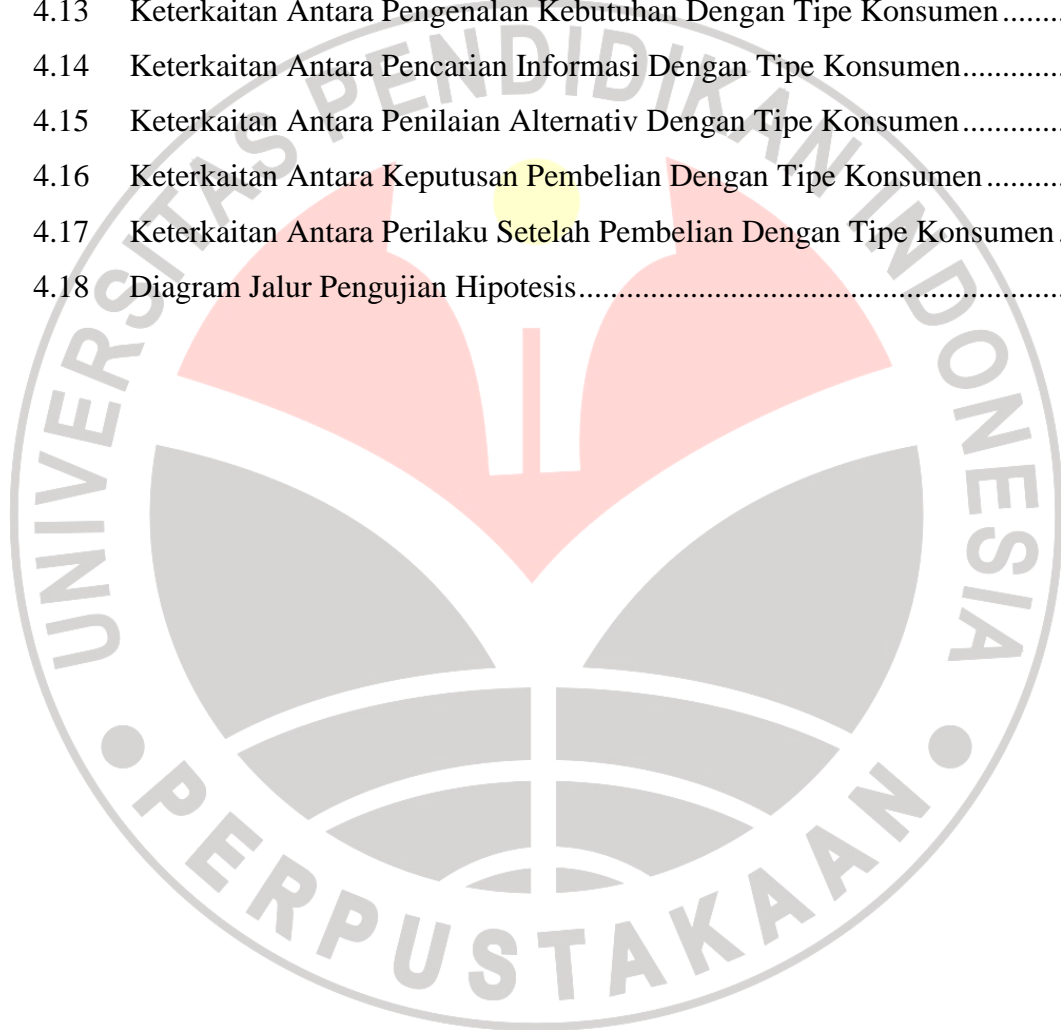 4.13 Keterkaitan Antara Pengenalan Kebutuhan Dengan Tipe Konsumen........
4.14 Keterkaitan Antara Pencarian Informasi Dengan Tipe Konsumen.............
4.15 Keterkaitan Antara Penilaian Alternativ Dengan Tipe Konsumen.............
4.16 Keterkaitan Antara Keputusan Pembelian Dengan Tipe Konsumen..........
4.17 Keterkaitan Antara Perilaku Setelah Pembelian Dengan Tipe Konsumen.
4.18 Diagram Jalur Pengujian Hipotesis............................................................
UNIVERSITAS PENDIDIKAN INDONESIA
• PERPUSTAKAAN •